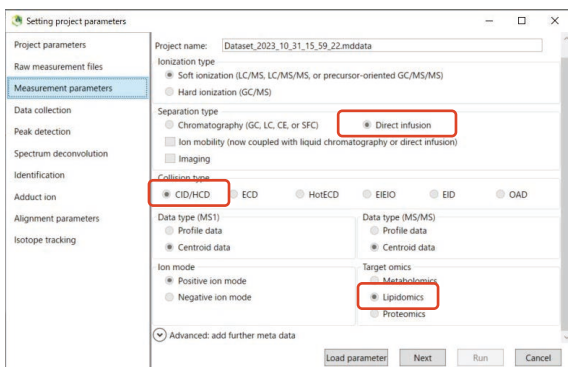 Setting project parameters
Project parameters
Raw measurement files
Measurement parameters
Data collection
Peak detection
Spectrum deconvolution
Identification
Adduct ion
Alignment parameters
Isotope tracking
Project name: Dataset_2023_10_31_15_59_22.mddata
Ionization type
Soft ionization (LC/MS, LC/MS/MS, or precursor-oriented GC/MS/MS)
Hard ionization (GC/MS)
Separation type
Chromatography (GC, LC, CE, or SFC) Direct infusion
Ion mobility (now coupled with liquid chromatography or direct infusion)
Imaging
Collision type
CID/HCD ECD HotECD EIEIO EID OAD
Data type (MS1)
Profile data
Centroid data
Data type (MS/MS)
Profile data
Centroid data
Ion mode
Positive ion mode
Negative ion mode
Target omics
Metabolomics
Lipidomics
Proteomics
Advanced: add further meta data
Load parameter Next Run Cancel